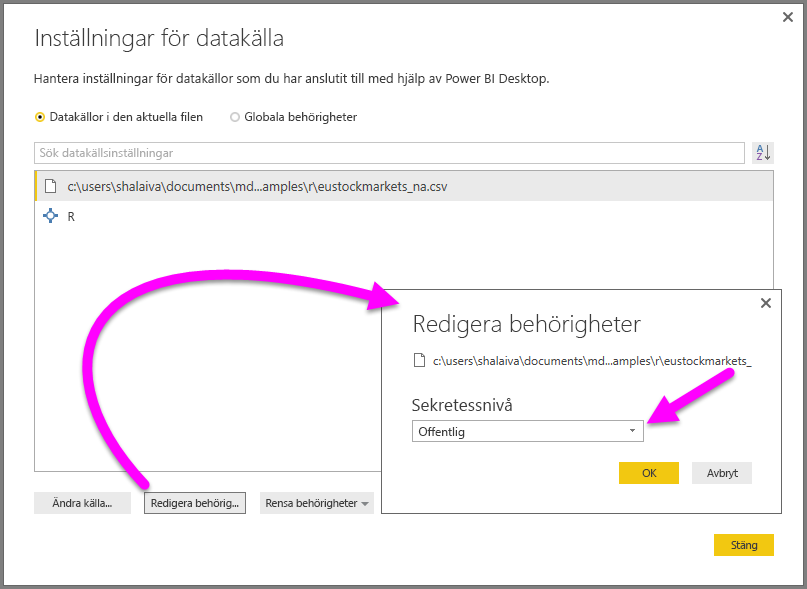 Inställningar för datakälla
Hantera inställningar för datakällor som du har anslutit till med hjälp av Power BI Desktop.
Datakällor i den aktuella filen
Globala behörigheter
Sök datakällsinställningar
A
Z
c:\users\shalaiva\documents\md...amples\r\eustockmarkets_na.csv
R
Redigera behörigheter
c:\users\shalaiva\documents\md...amples\r\eustockmarkets_
Sekretessnivå
Offentlig
OK
Avbryt
Ändra källa...
Redigera behörig...
Rensa behörigheter
Stäng